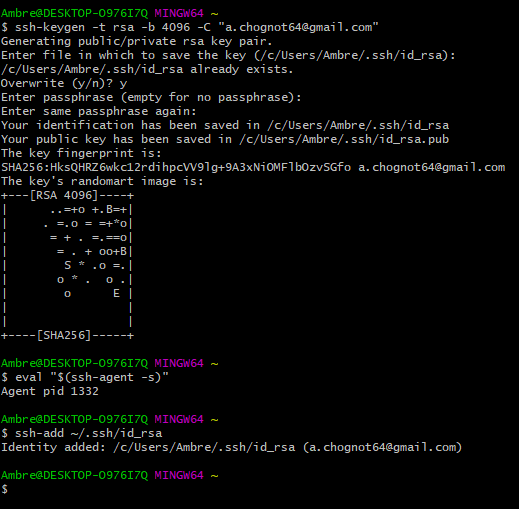 Ambre@DESKTOP-O976I7Q MINGW64 ~
$ ssh-keygen -t rsa -b 4096 -C "a.chognot64@gmail.com"
Generating public/private rsa key pair.
Enter file in which to save the key (/c/Users/Ambre/.ssh/id_rsa):
/c/Users/Ambre/.ssh/id_rsa already exists.
Overwrite (y/n)? y
Enter passphrase (empty for no passphrase):
Enter same passphrase again:
Your identification has been saved in /c/Users/Ambre/.ssh/id_rsa
Your public key has been saved in /c/Users/Ambre/.ssh/id_rsa.pub
The key fingerprint is:
SHA256:HksQHRZ6wkc12rdihpcVV9lg+9A3xNiOMFlbOzvSGfo a.chognot64@gmail.com
The key's randomart image is:
+---[RSA 4096]----+
|      ..=+o +.B=+|
|     . =.o = =+*o|
|      = + . =.==o|
|       = . + oo+B|
|        S * .o =.|
|       o * .  o .|
|        o      E |
|                 |
|                 |
+----[SHA256]-----+

Ambre@DESKTOP-O976I7Q MINGW64 ~
$ eval "$(ssh-agent -s)"
Agent pid 1332

Ambre@DESKTOP-O976I7Q MINGW64 ~
$ ssh-add ~/.ssh/id_rsa
Identity added: /c/Users/Ambre/.ssh/id_rsa (a.chognot64@gmail.com)

Ambre@DESKTOP-O976I7Q MINGW64 ~
$